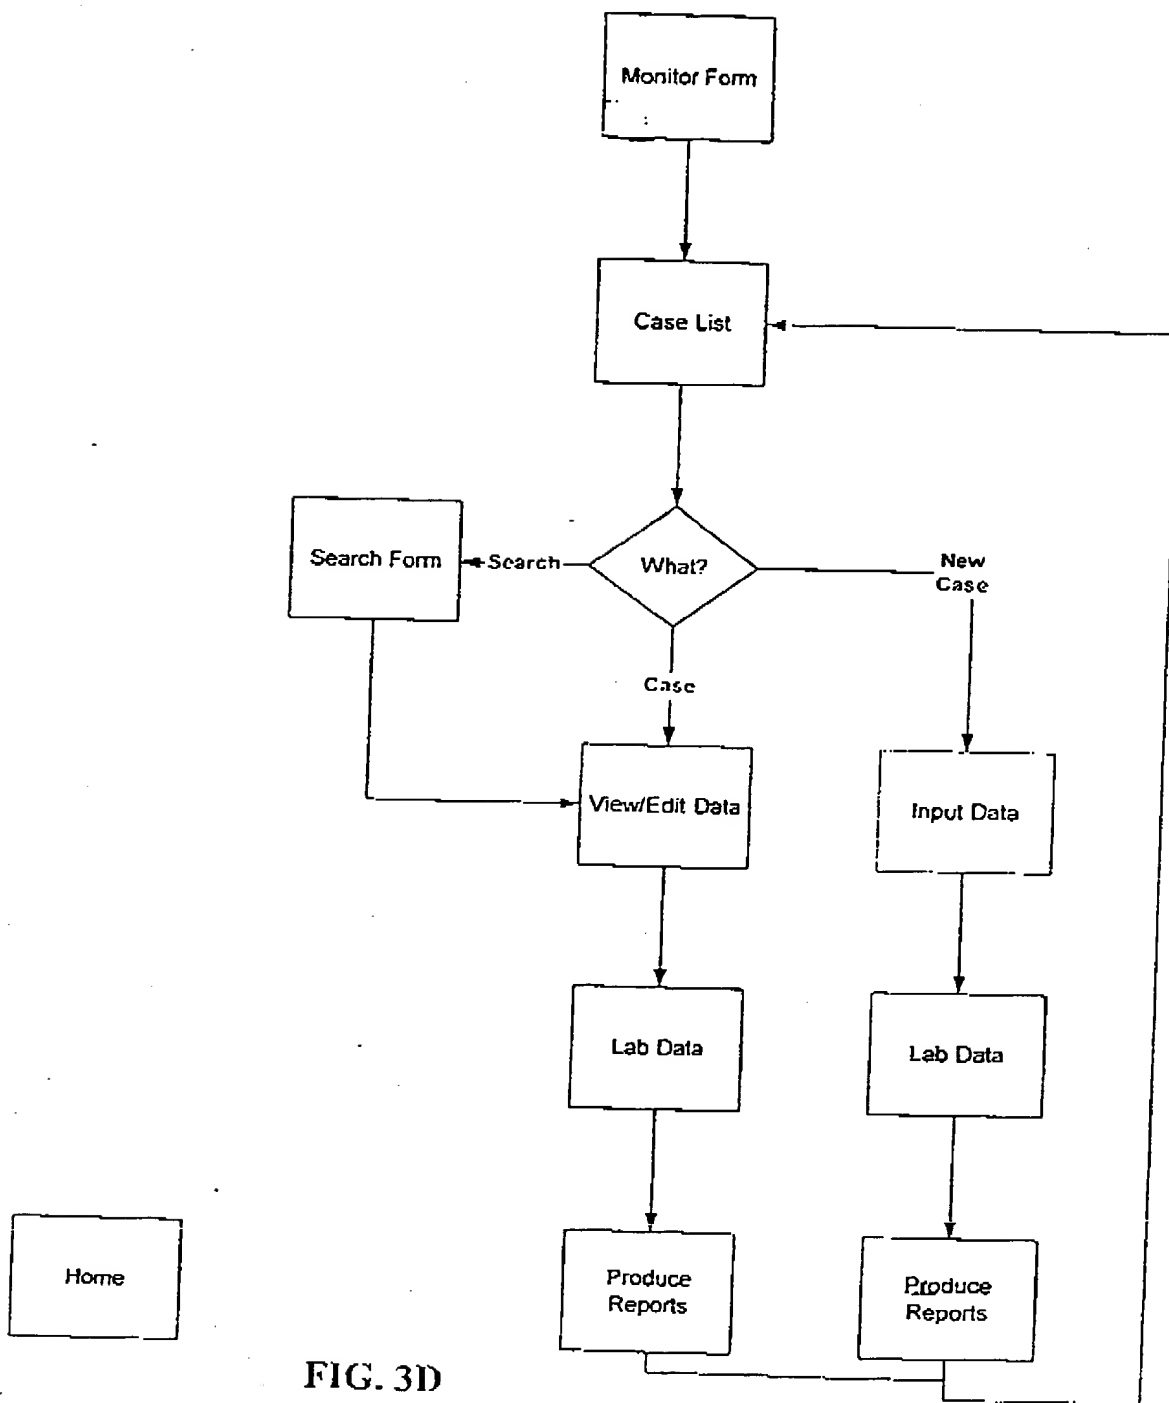 Monitor Form
Case List
Search Form
Search
What?
New
Case
Case
View/Edit Data
Input Data
Lab Data
Lab Data
Home
Produce
Reports
Produce
Reports
FIG. 3D